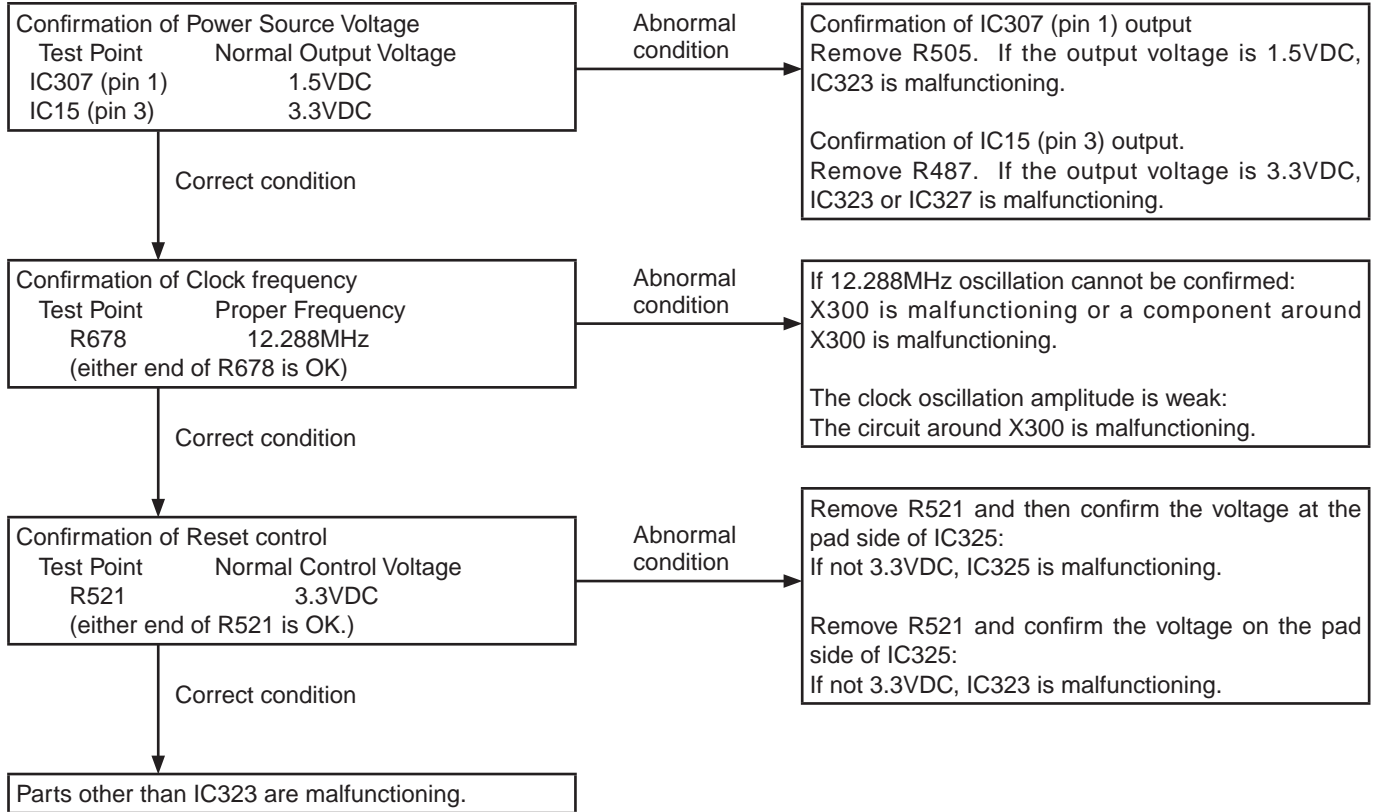 Confirmation of Power Source Voltage
Test Point Normal Output Voltage
IC307 (pin 1) 1.5VDC
IC15 (pin 3) 3.3VDC
Abnormal
condition
Confirmation of IC307 (pin 1) output
Remove R505. If the output voltage is 1.5VDC,
IC323 is malfunctioning.
Confirmation of IC15 (pin 3) output.
Remove R487. If the output voltage is 3.3VDC,
IC323 or IC327 is malfunctioning.
Correct condition
Confirmation of Clock frequency
Test Point Proper Frequency
R678 12.288MHz
(either end of R678 is OK)
Abnormal
condition
If 12.288MHz oscillation cannot be confirmed:
X300 is malfunctioning or a component around
X300 is malfunctioning.
The clock oscillation amplitude is weak:
The circuit around X300 is malfunctioning.
Correct condition
Confirmation of Reset control
Test Point Normal Control Voltage
R521 3.3VDC
(either end of R521 is OK.)
Abnormal
condition
Remove R521 and then confirm the voltage at the
pad side of IC325:
If not 3.3VDC, IC325 is malfunctioning.
Remove R521 and confirm the voltage on the pad
side of IC325:
If not 3.3VDC, IC323 is malfunctioning.
Correct condition
Parts other than IC323 are malfunctioning.